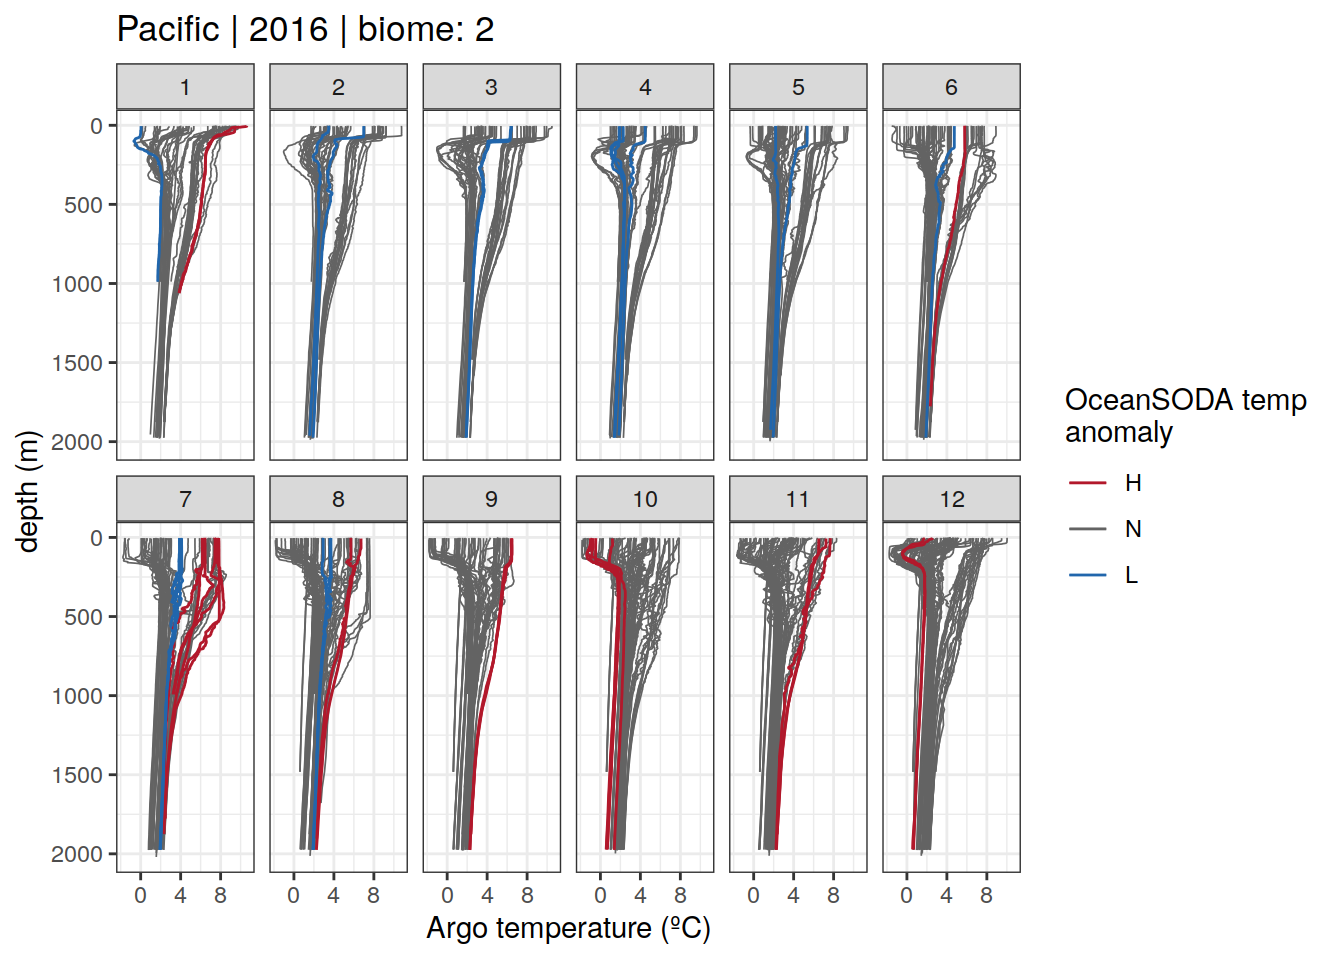 Pacific | 2016 | biome: 2
1 2 3 4 5 6
0
500
1000
1500
2000
7 8 9 10 11 12
0
500
1000
1500
2000
0 4 8 0 4 8 0 4 8 0 4 8 0 4 8 0 4 8
Argo temperature (ºC)
depth (m)
OceanSODA temp
anomaly
H
N
L